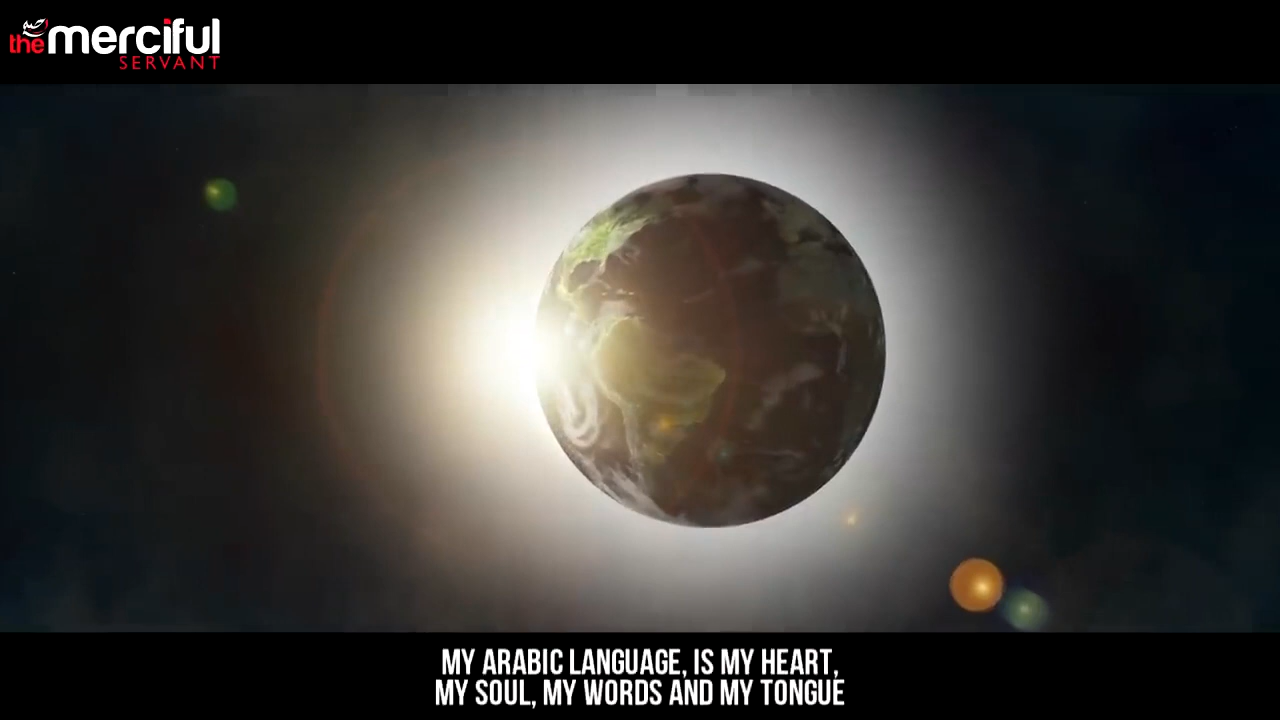 the merciful
SERVANT
MY ARABIC LANGUAGE, IS MY HEART,
MY SOUL, MY WORDS AND MY TONGUE